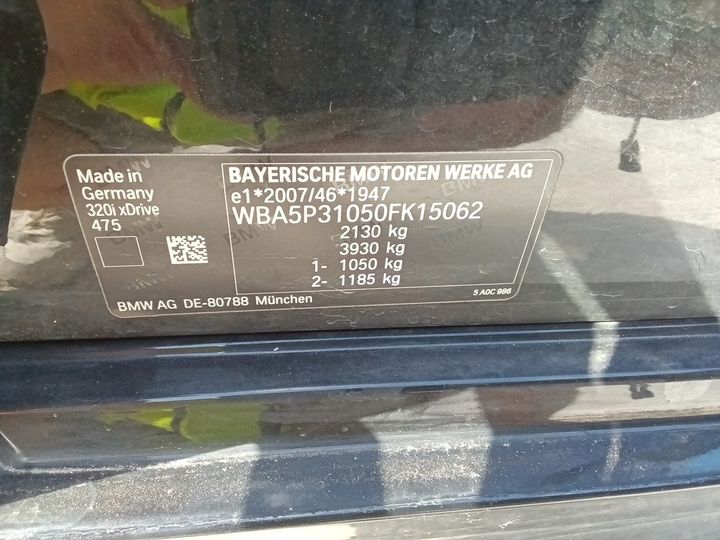 Made in
Germany
320i xDrive
475
BMW AG DE-80788 München
BAYERISCHE MOTOREN WERKE AG
e1*2007/46*1947
WBA5P31050FK15062
2130 kg
3930 kg
1- 1050 kg
2- 1185 kg
5 A0C 986